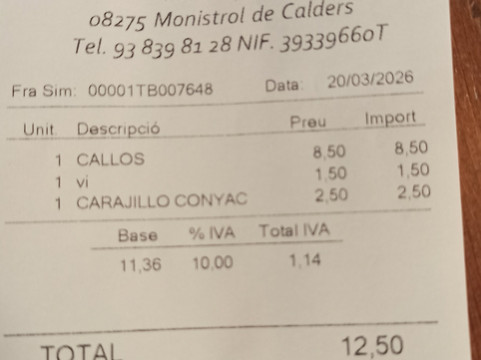 08275 Monistrol de Calders
Tel. 93 839 81 28 NIF. 39339660T
Fra Sim: 00001TB007648 Data: 20/03/2026
Unit Descripció Preu Import
1 CALLOS 8,50 8,50
1 vi 1,50 1,50
1 CARAJILLO CONYAC 2,50 2,50
Base % IVA Total IVA
11,36 10,00 1,14
TOTAL 12,50